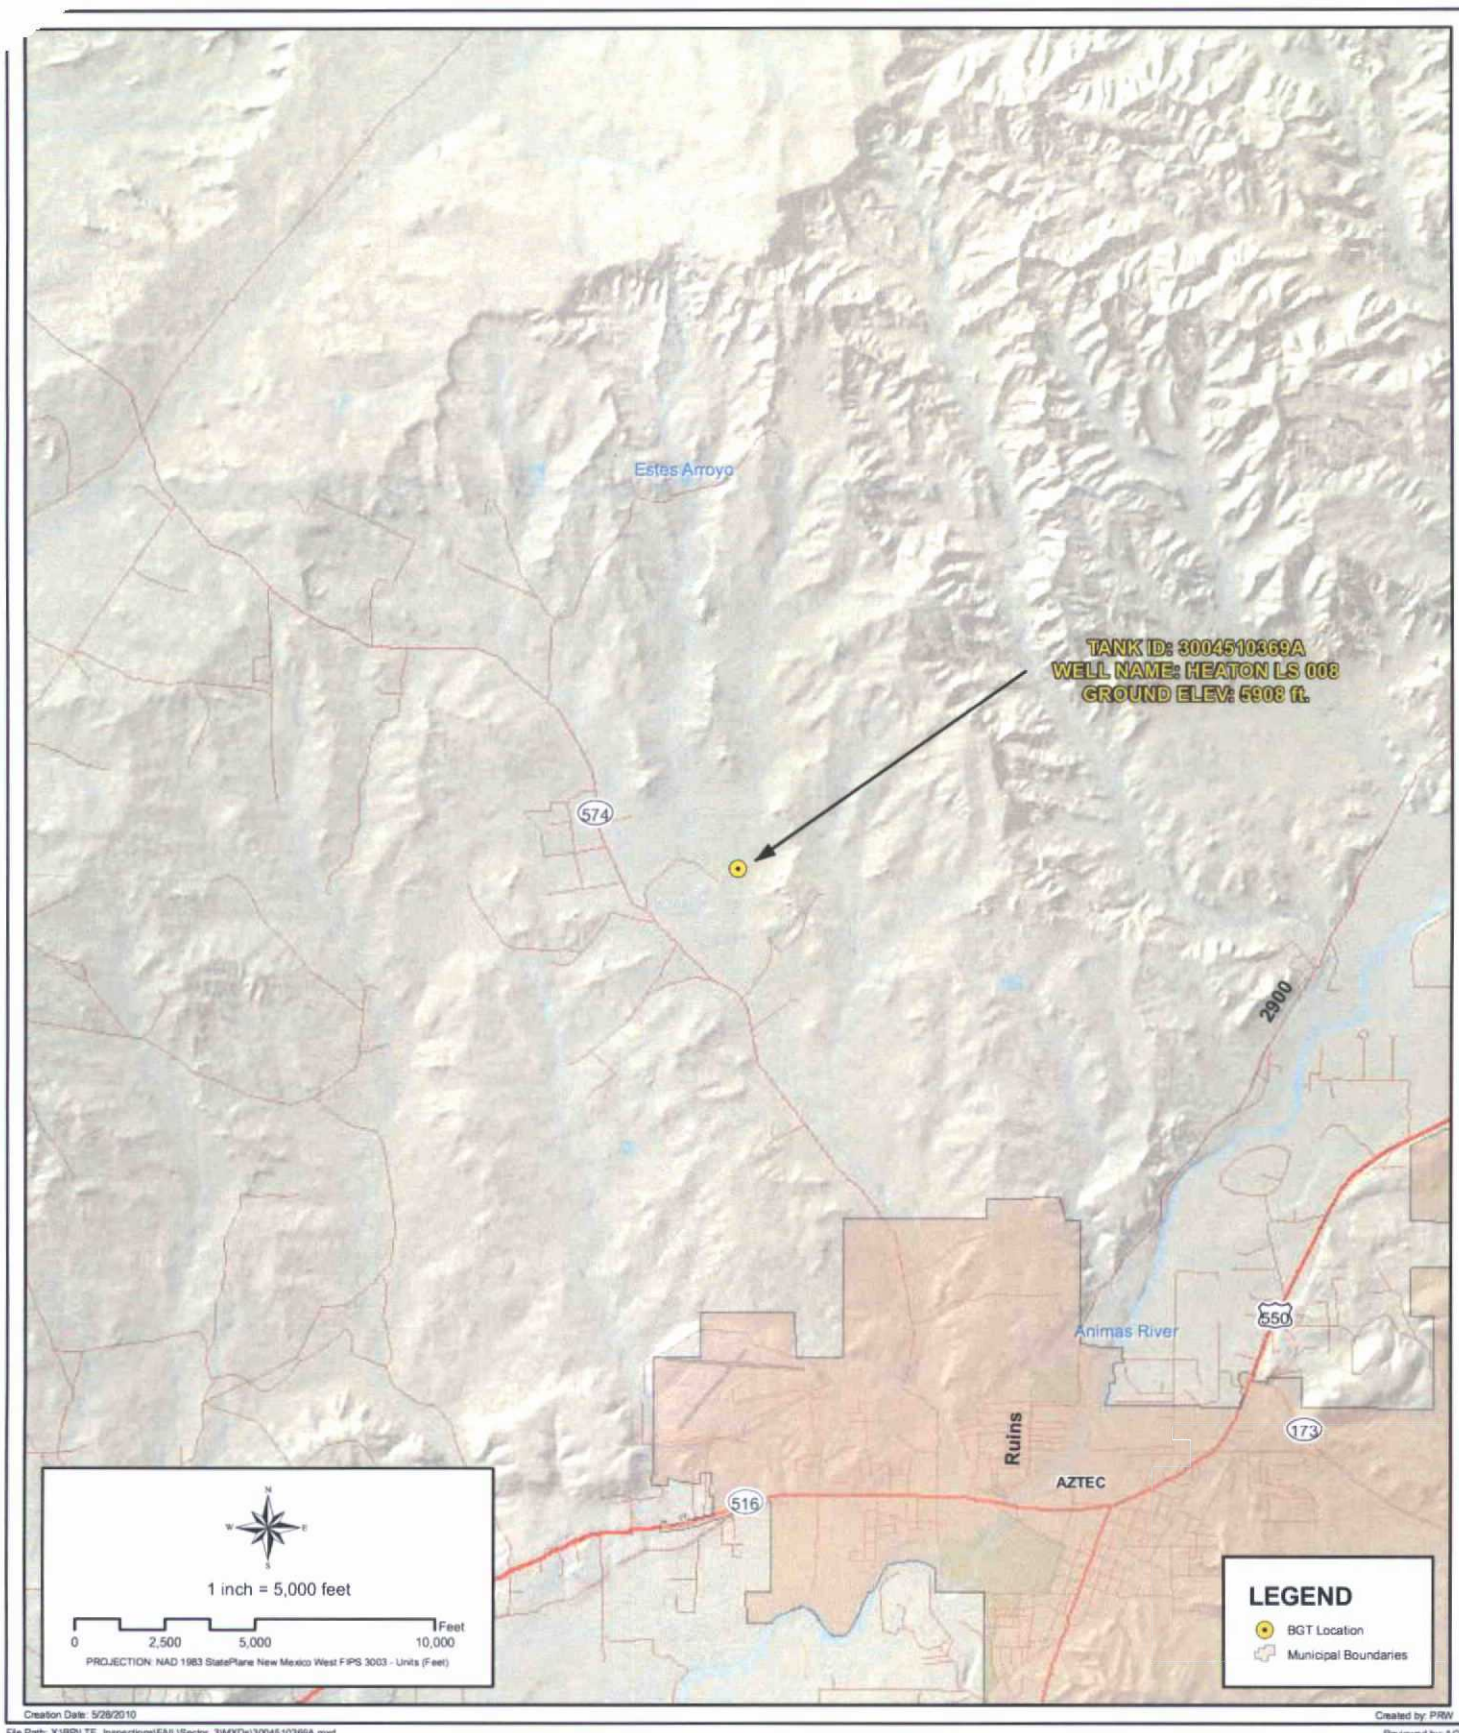 Estes Arroyo
TANK ID: 3004510369A
WELL NAME: HEATON LS 008
GROUND ELEV: 5908 ft.
574
2900
Animas River
550
Ruins
173
AZTEC
516
N
W E
S
1 inch = 5,000 feet
Feet
0 2,500 5,000 10,000
PROJECTION: NAD 1983 StatePlane New Mexico West FIPS 3003 - Units (Feet)
LEGEND
BGT Location
Municipal Boundaries
Creation Date: 5/26/2010
Created by: PRW